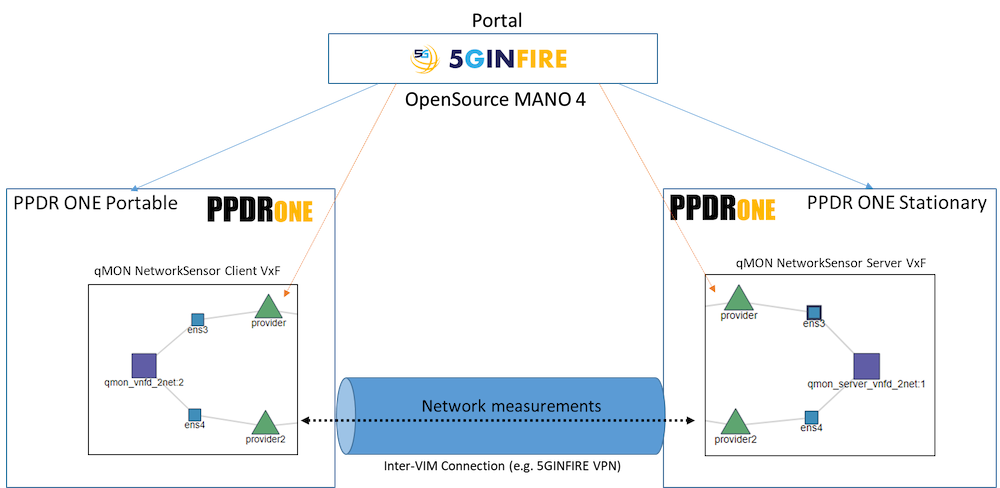 Portal
5G 5GINFIRE
OpenSource MANO 4
PPDR ONE Portable
PPDRONE
PPDRONE
PPDR ONE Stationary
qMON NetworkSensor Client VxF
qMON NetworkSensor Server VxF
provider
ens3
qmon_vnfd_2net:2
ens4
provider2
provider
ens3
qmon_server_vnfd_2net:1
ens4
provider2
Network measurements
Inter-VIM Connection (e.g. 5GINFIRE VPN)